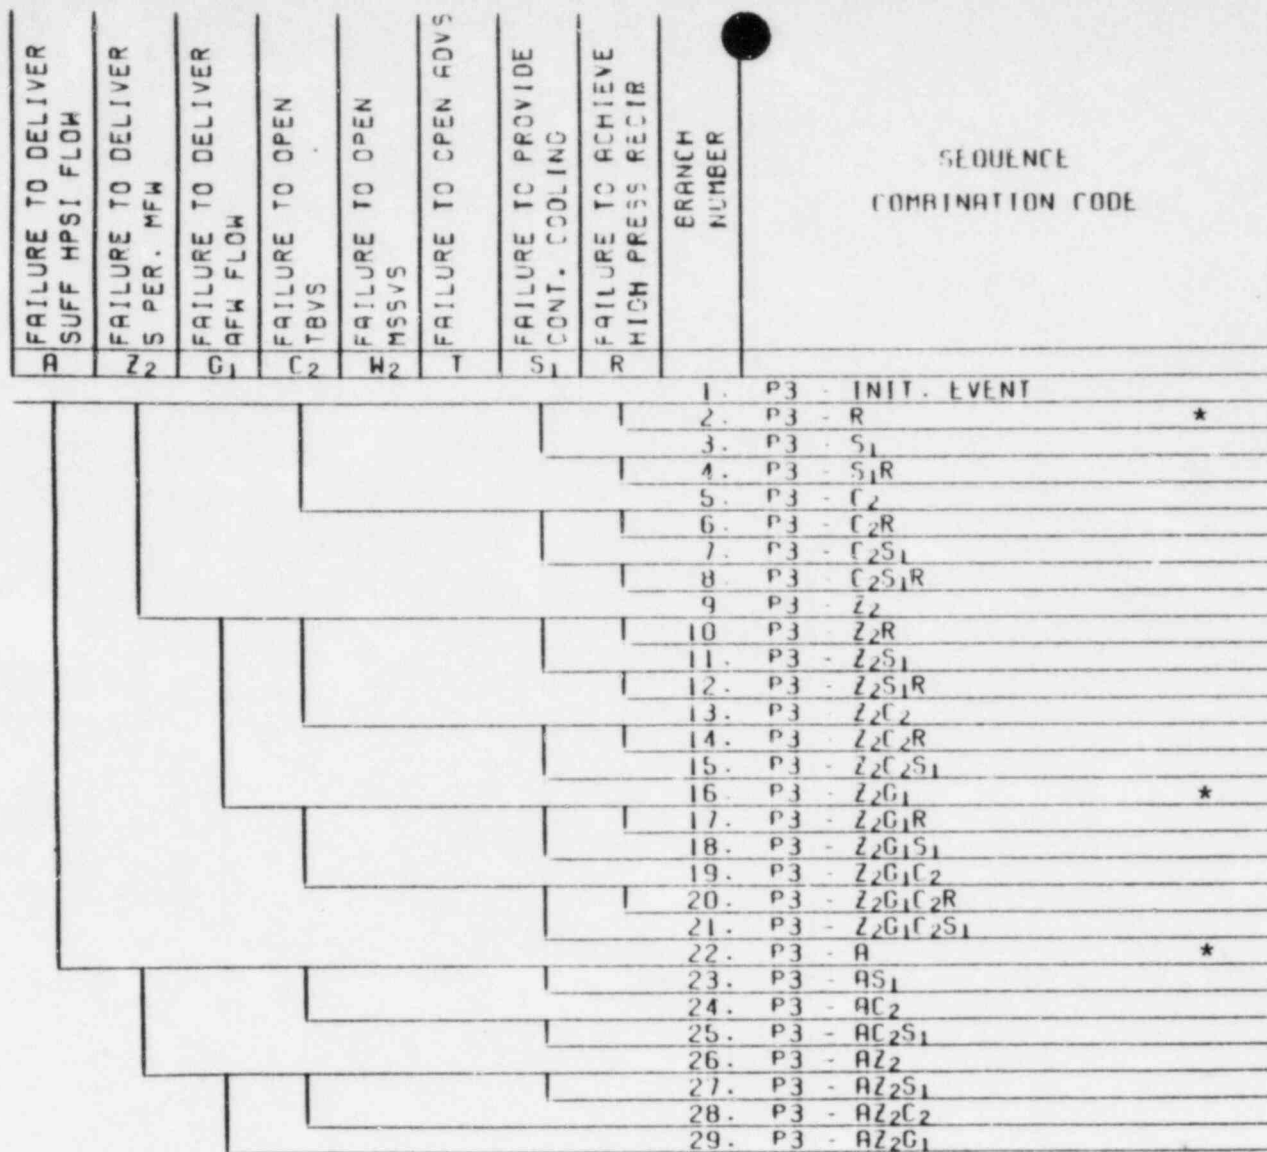 FAILURE TO DELIVER
SUFF HPSI FLOW
FAILURE TO DELIVER
S PER. MFW
FAILURE TO DELIVER
AFW FLOW
FAILURE TO OPEN
TBVS
FAILURE TO OPEN
MSSVS
FAILURE TO OPEN ADVS
FAILURE TO PROVIDE
CONT. COOLING
FAILURE TO ACHIEVE
HIGH PRESS RECIR
BRANCH
NUMBER
SEQUENCE
COMBINATION CODE
A Z₂ G₁ C₂ W₂ T S₁ R
1. P3 - INIT. EVENT
2. P3 - R *
3. P3 - S₁
4. P3 - S₁R
5. P3 - C₂
6. P3 - C₂R
7. P3 - C₂S₁
8. P3 - C₂S₁R
9 P3 - Z₂
10 P3 - Z₂R
11. P3 - Z₂S₁
12. P3 - Z₂S₁R
13. P3 - Z₂C₂
14. P3 - Z₂C₂R
15. P3 - Z₂C₂S₁
16. P3 - Z₂G₁ *
17. P3 - Z₂G₁R
18. P3 - Z₂G₁S₁
19. P3 - Z₂G₁C₂
20. P3 - Z₂G₁C₂R
21. P3 - Z₂G₁C₂S₁
22. P3 - A *
23. P3 - AS₁
24. P3 - AC₂
25. P3 - AC₂S₁
26. P3 - AZ₂
27. P3 - AZ₂S₁
28. P3 - AZ₂C₂
29. P3 - AZ₂G₁